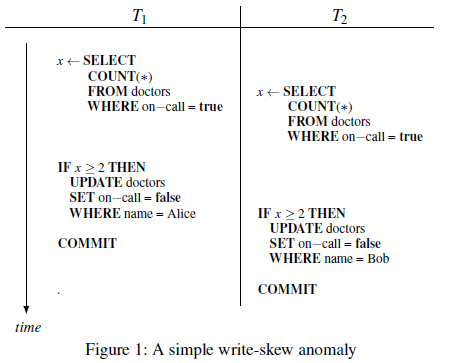 T1
T2
x ← SELECT
COUNT(*)
FROM doctors
WHERE on−call = true
x ← SELECT
COUNT(*)
FROM doctors
WHERE on−call = true
IF x ≥ 2 THEN
UPDATE doctors
SET on−call = false
WHERE name = Alice
COMMIT
IF x ≥ 2 THEN
UPDATE doctors
SET on−call = false
WHERE name = Bob
.
COMMIT
time
Figure 1: A simple write-skew anomaly